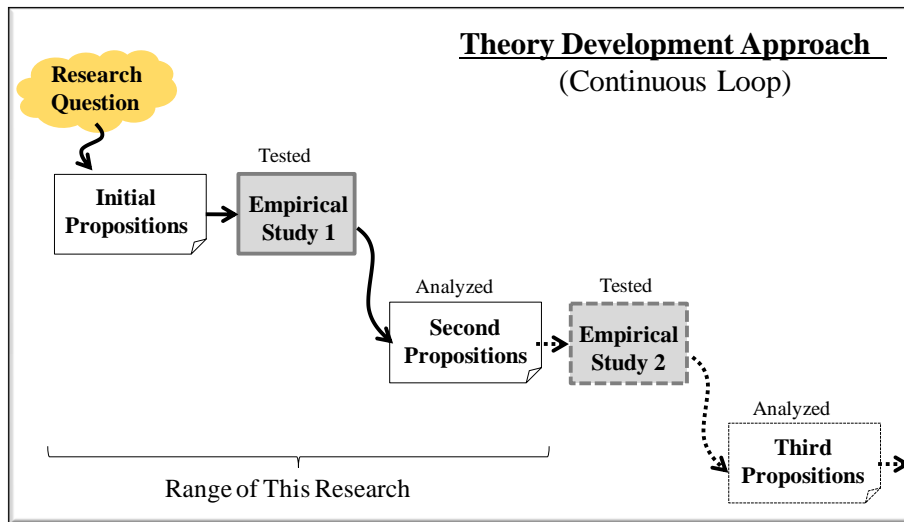 Theory Development Approach
(Continuous Loop)
Research
Question
Tested
Initial
Propositions
Empirical
Study 1
Analyzed
Second
Propositions
Tested
Empirical
Study 2
Analyzed
Third
Propositions
Range of This Research